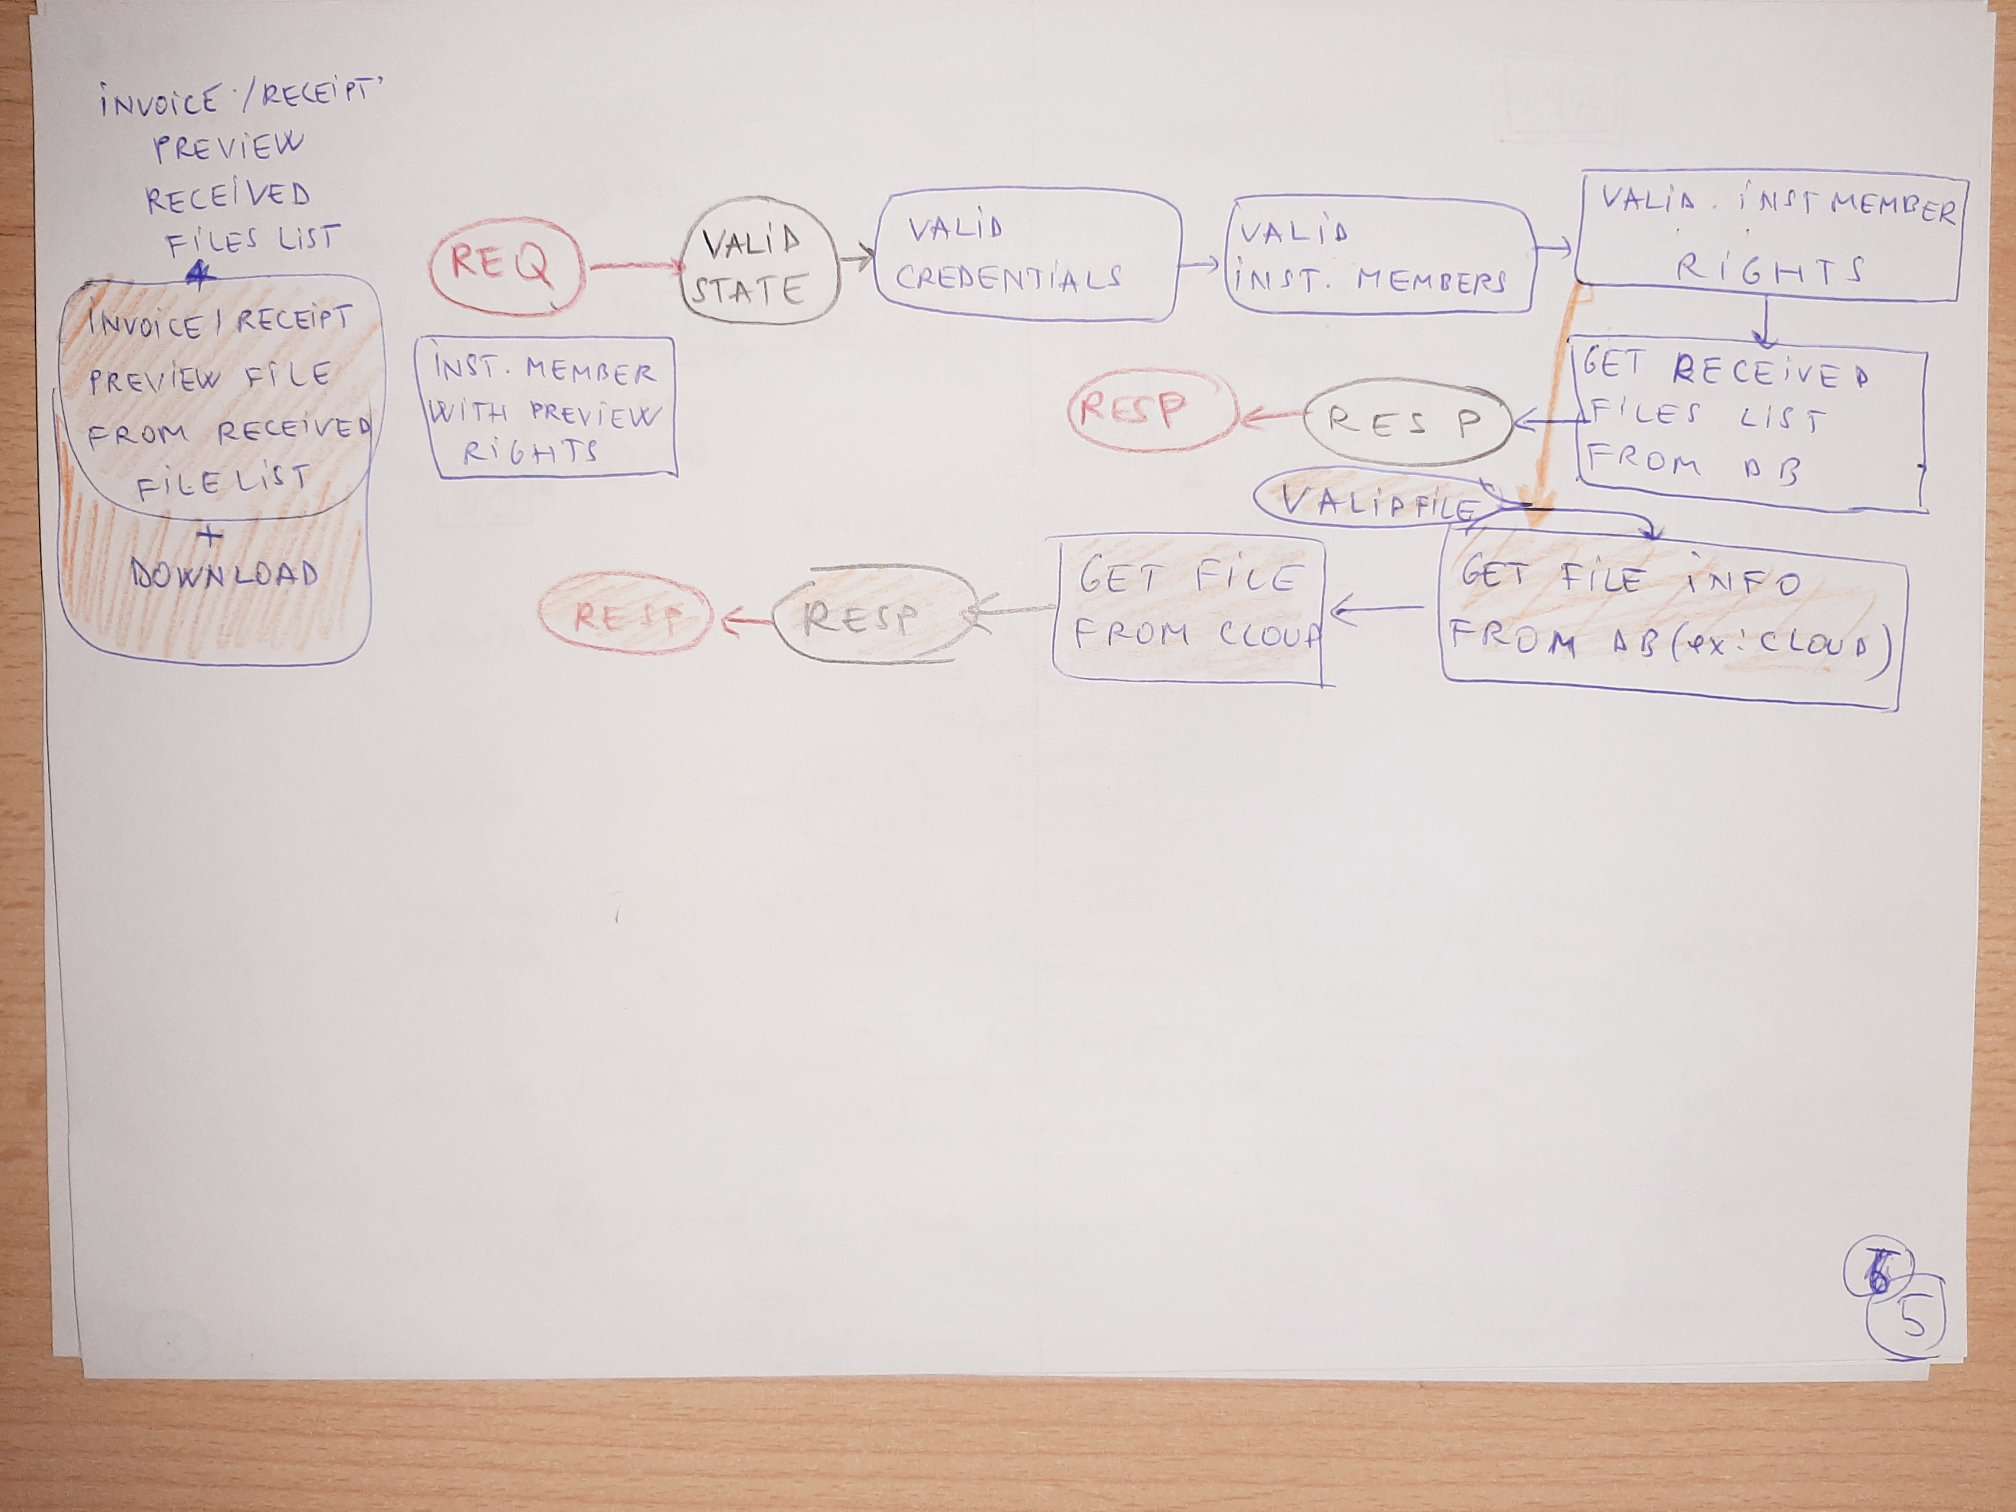 INVOICE / RECEIPT
PREVIEW
RECEIVED
FILES LIST
INVOICE / RECEIPT
PREVIEW FILE
FROM RECEIVED
FILE LIST
+
DOWNLOAD
REQ
INST. MEMBER
WITH PREVIEW
RIGHTS
VALID
STATE
VALID
CREDENTIALS
VALID
INST. MEMBERS
VALID. INST MEMBER
RIGHTS
GET RECEIVED
FILES LIST
FROM DB
RESP
RESP
VALID FILE
GET FILE INFO
FROM DB (ex: CLOUD)
GET FILE
FROM CLOUD
RESP
RESP
5